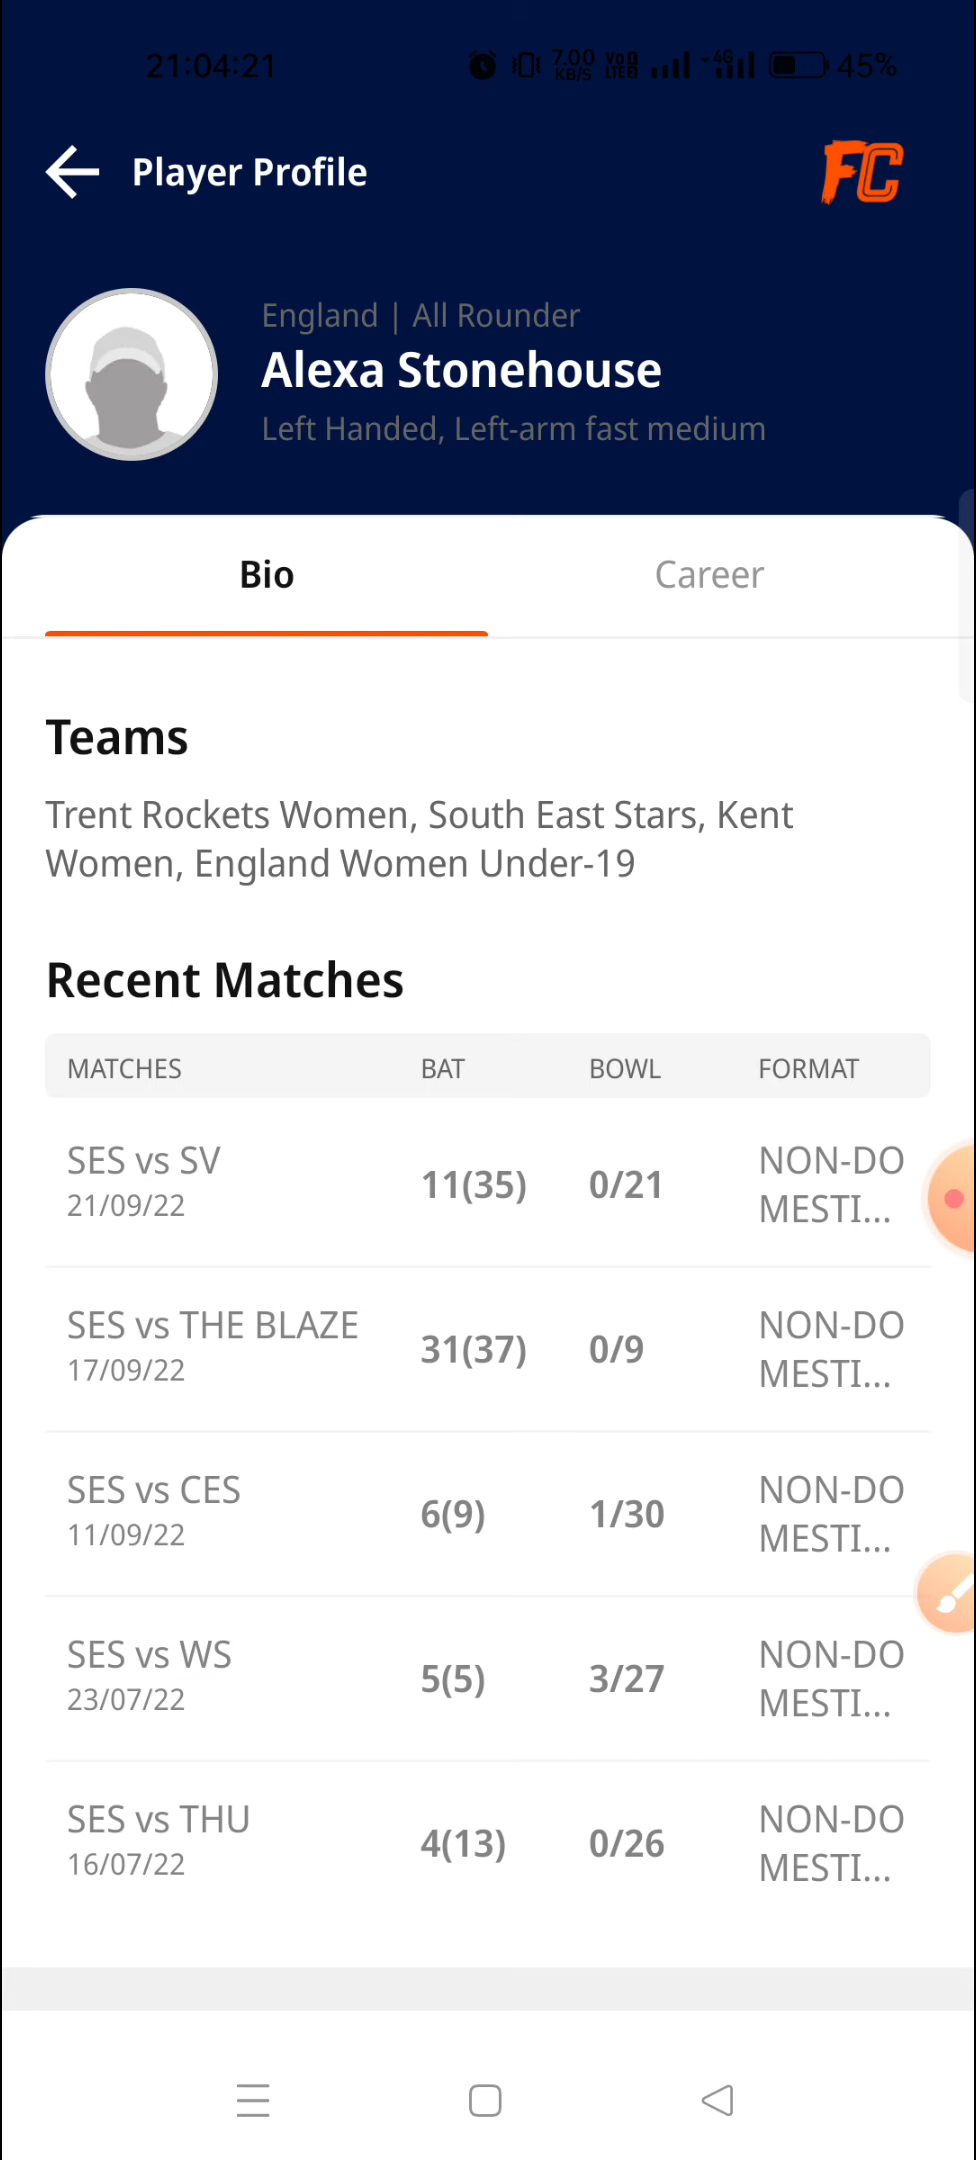 21:04:21 7.00 KB/S VoLTE 4G 45%
Player Profile
FC
England | All Rounder
Alexa Stonehouse
Left Handed, Left-arm fast medium
Bio Career
Teams
Trent Rockets Women, South East Stars, Kent
Women, England Women Under-19
Recent Matches
MATCHES BAT BOWL FORMAT
SES vs SV 11(35) 0/21 NON-DO
21/09/22 MESTI...
SES vs THE BLAZE 31(37) 0/9 NON-DO
17/09/22 MESTI...
SES vs CES 6(9) 1/30 NON-DO
11/09/22 MESTI...
SES vs WS 5(5) 3/27 NON-DO
23/07/22 MESTI...
SES vs THU 4(13) 0/26 NON-DO
16/07/22 MESTI...